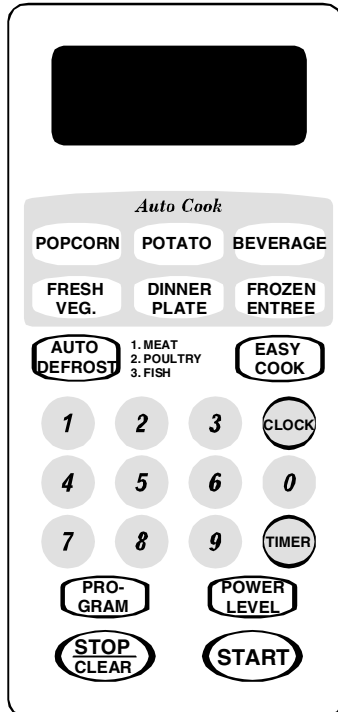 Auto Cook
POPCORN POTATO BEVERAGE
FRESH VEG. DINNER PLATE FROZEN ENTREE
AUTO DEFROST
1. MEAT
2. POULTRY
3. FISH
EASY COOK
1 2 3 CLOCK
4 5 6 0
7 8 9 TIMER
PRO-
GRAM
POWER
LEVEL
STOP
CLEAR
START